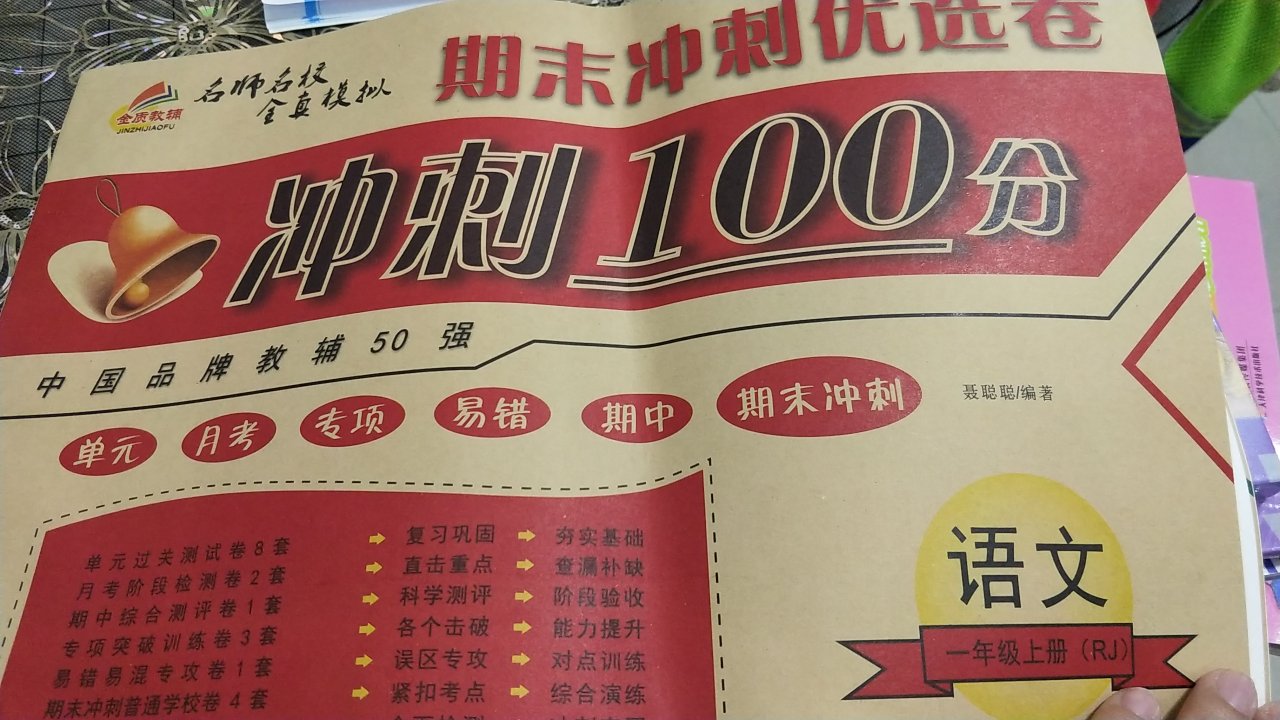 期末冲刺优选卷
名师名校
全真模拟
金质教辅
JINZHIJIAOFU
冲刺100分
中国品牌教辅50强
单元 月考 专项 易错 期中 期末冲刺
聂聪聪/编著
语文
一年级上册（RJ）
单元过关测试卷8套 复习巩固 夯实基础
月考阶段检测卷2套 直击重点 查漏补缺
期中综合测评卷1套 科学测评 阶段验收
专项突破训练卷3套 各个击破 能力提升
易错易混专攻卷1套 误区专攻 对点训练
期末冲刺普通学校卷4套 紧扣考点 综合演练